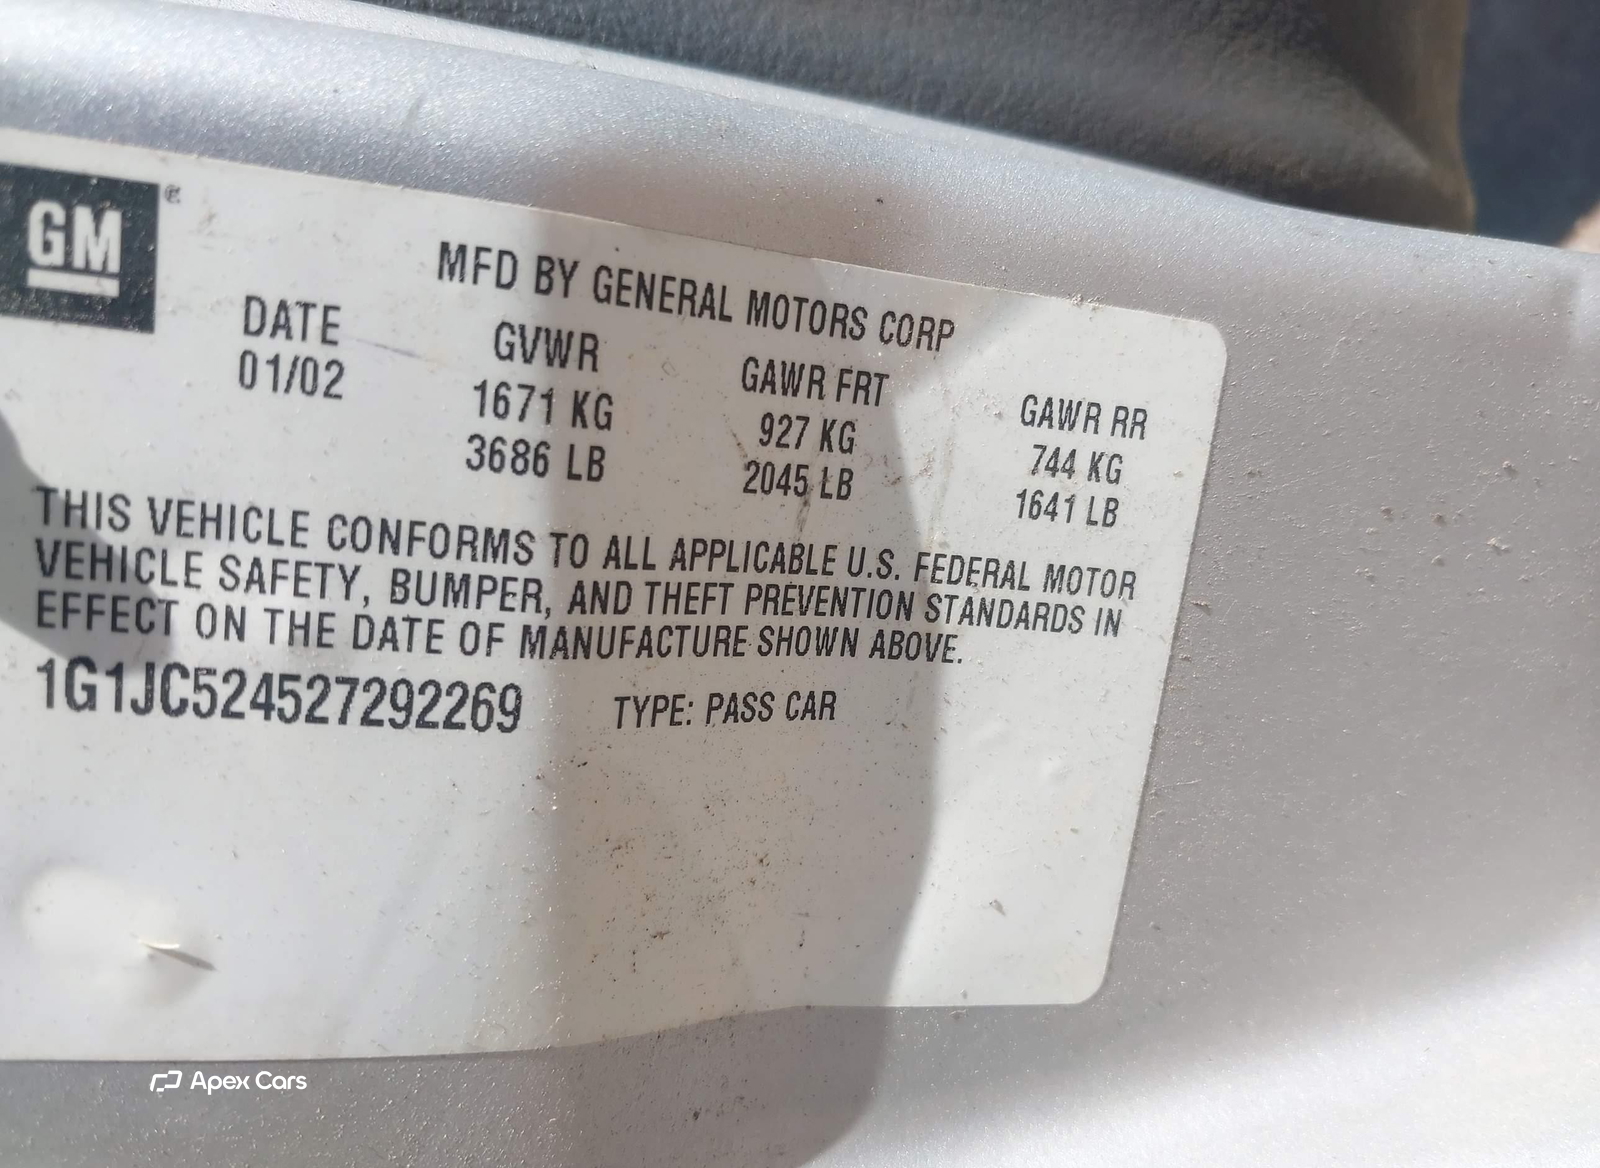 GM
MFD BY GENERAL MOTORS CORP
DATE GVWR GAWR FRT GAWR RR
01/02 1671 KG 927 KG 744 KG
3686 LB 2045 LB 1641 LB
THIS VEHICLE CONFORMS TO ALL APPLICABLE U.S. FEDERAL MOTOR
VEHICLE SAFETY, BUMPER, AND THEFT PREVENTION STANDARDS IN
EFFECT ON THE DATE OF MANUFACTURE SHOWN ABOVE.
1G1JC524527292269 TYPE: PASS CAR
Apex Cars